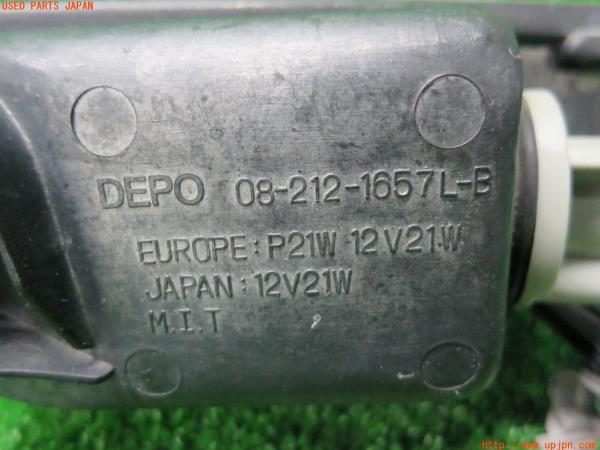 USED PARTS JAPAN
DEPO 08-212-1657L-B
EUROPE: P21W 12V21W
JAPAN: 12V21W
M.I.T
http://www.upjpn.com/